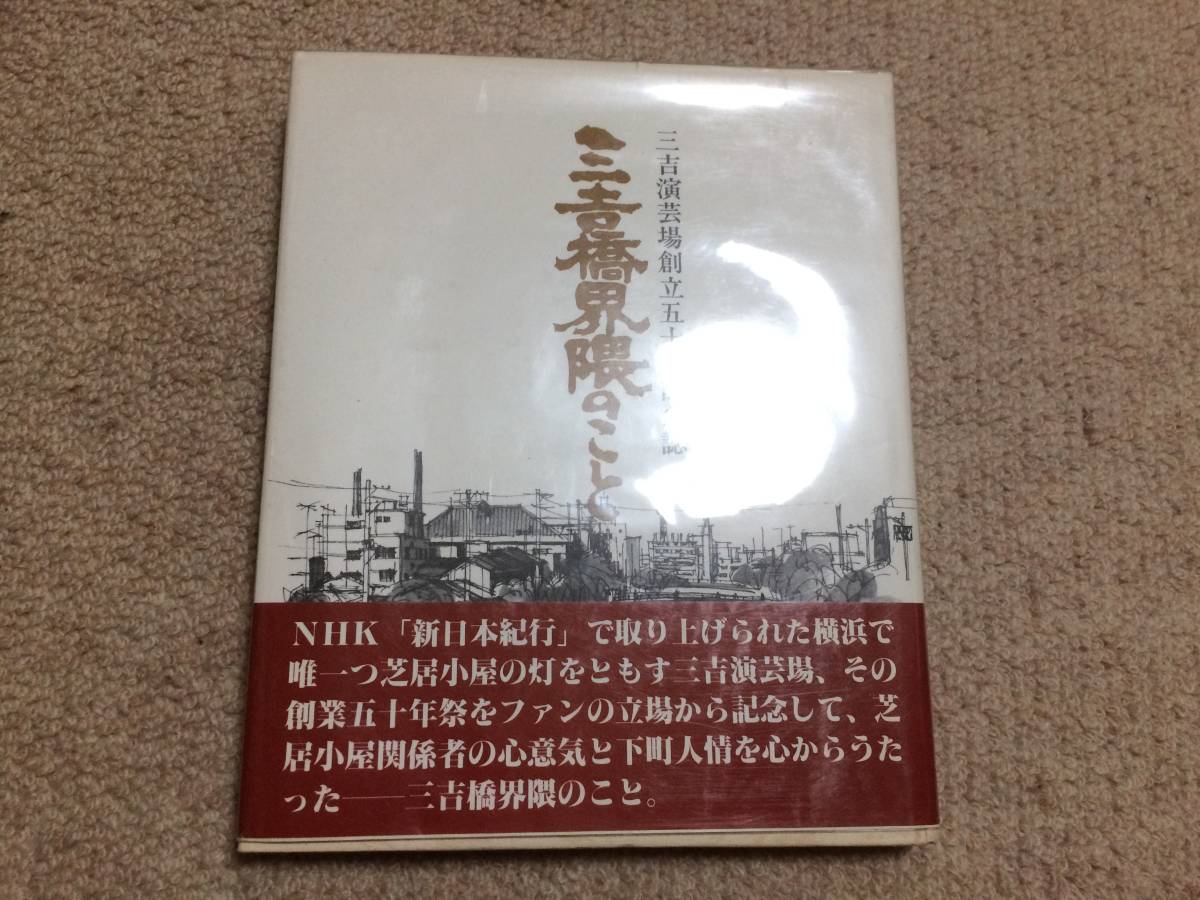 三吉演芸場創立五十誌
三吉橋界隈のこと
NHK「新日本紀行」で取り上げられた横浜で
唯一つ芝居小屋の灯をともす三吉演芸場、その
創業五十年祭をファンの立場から記念して、芝
居小屋関係者の心意気と下町人情を心からうた
った――三吉橋界隈のこと。